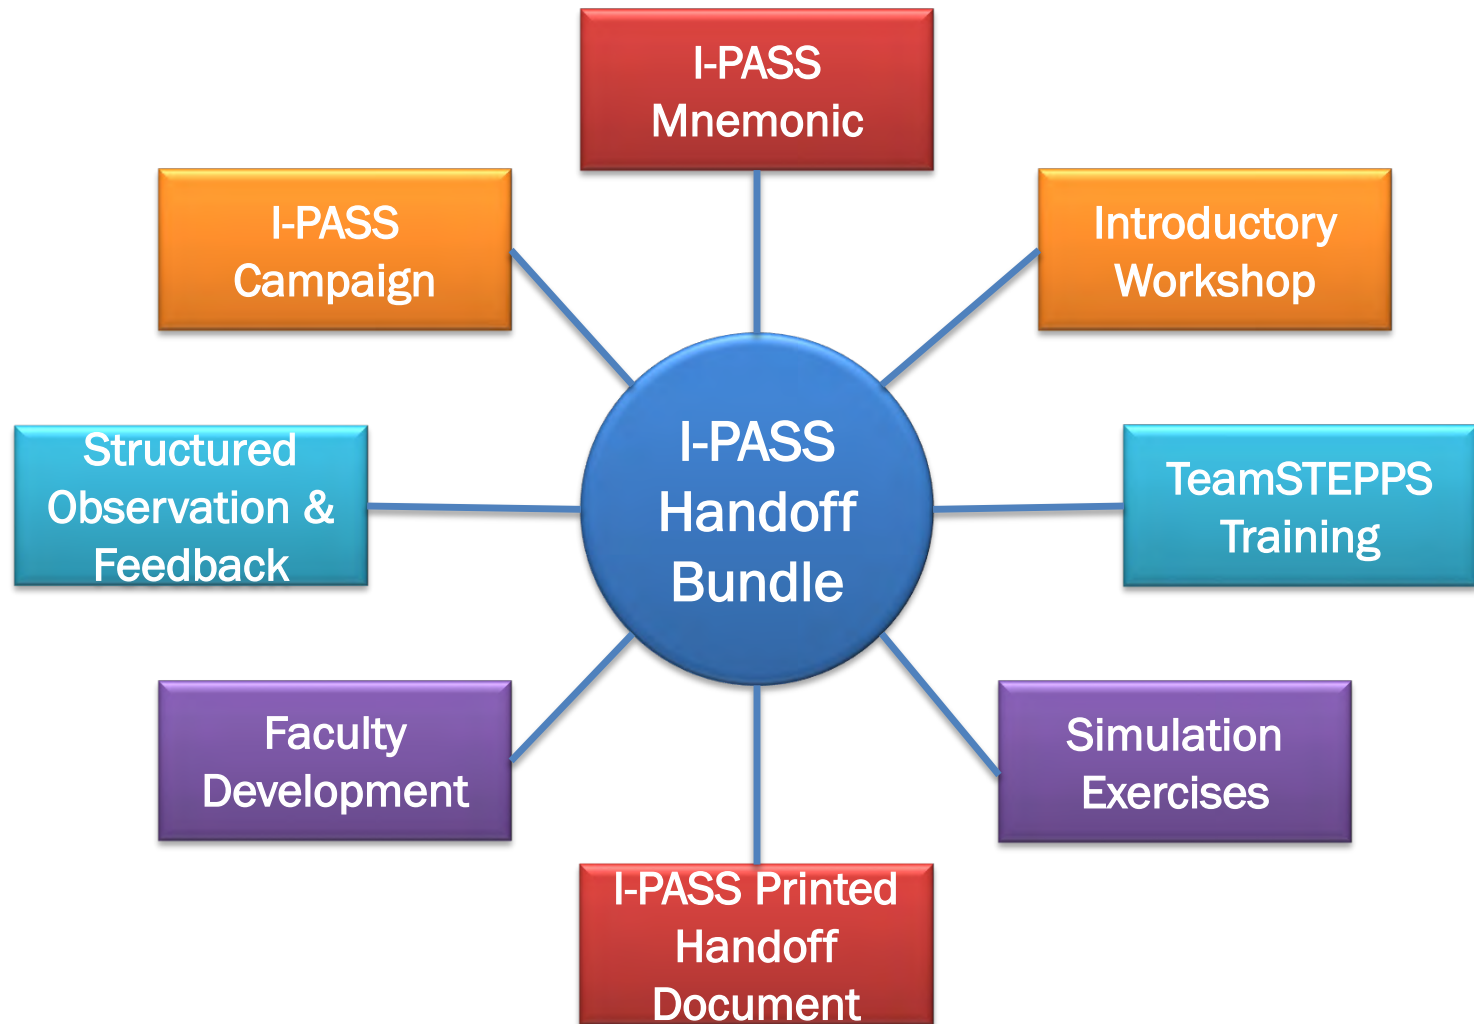 I-PASS
Mnemonic
I-PASS
Campaign
Introductory
Workshop
Structured
Observation &
Feedback
I-PASS
Handoff
Bundle
TeamSTEPPS
Training
Faculty
Development
Simulation
Exercises
I-PASS Printed
Handoff
Document